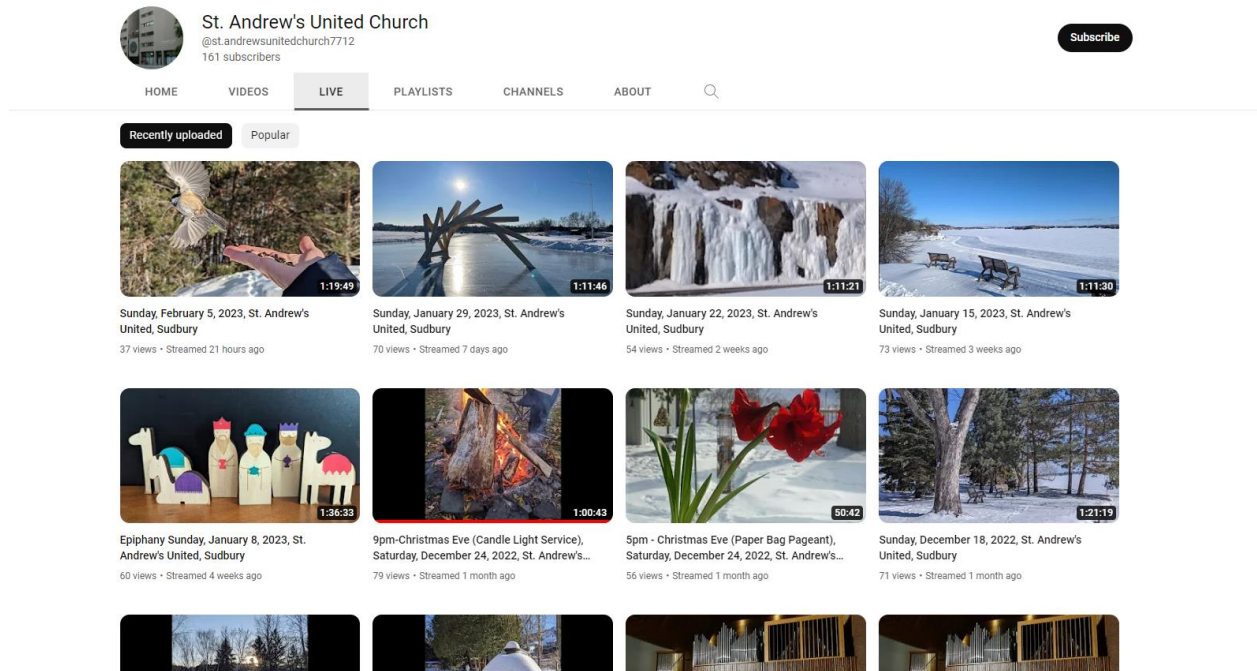 St. Andrew's United Church
@st.andrewsunitedchurch7712
161 subscribers
Subscribe
HOME VIDEOS LIVE PLAYLISTS CHANNELS ABOUT
Recently uploaded Popular
1:19:49
1:11:46
1:11:21
1:11:30
Sunday, February 5, 2023, St. Andrew's
United, Sudbury
37 views • Streamed 21 hours ago
Sunday, January 29, 2023, St. Andrew's
United, Sudbury
70 views • Streamed 7 days ago
Sunday, January 22, 2023, St. Andrew's
United, Sudbury
54 views • Streamed 2 weeks ago
Sunday, January 15, 2023, St. Andrew's
United, Sudbury
73 views • Streamed 3 weeks ago
1:36:33
1:00:43
50:42
1:21:19
Epiphany Sunday, January 8, 2023, St.
Andrew's United, Sudbury
60 views • Streamed 4 weeks ago
9pm-Christmas Eve (Candle Light Service),
Saturday, December 24, 2022, St. Andrew's...
79 views • Streamed 1 month ago
5pm - Christmas Eve (Paper Bag Pageant),
Saturday, December 24, 2022, St. Andrew's...
56 views • Streamed 1 month ago
Sunday, December 18, 2022, St. Andrew's
United, Sudbury
71 views • Streamed 1 month ago